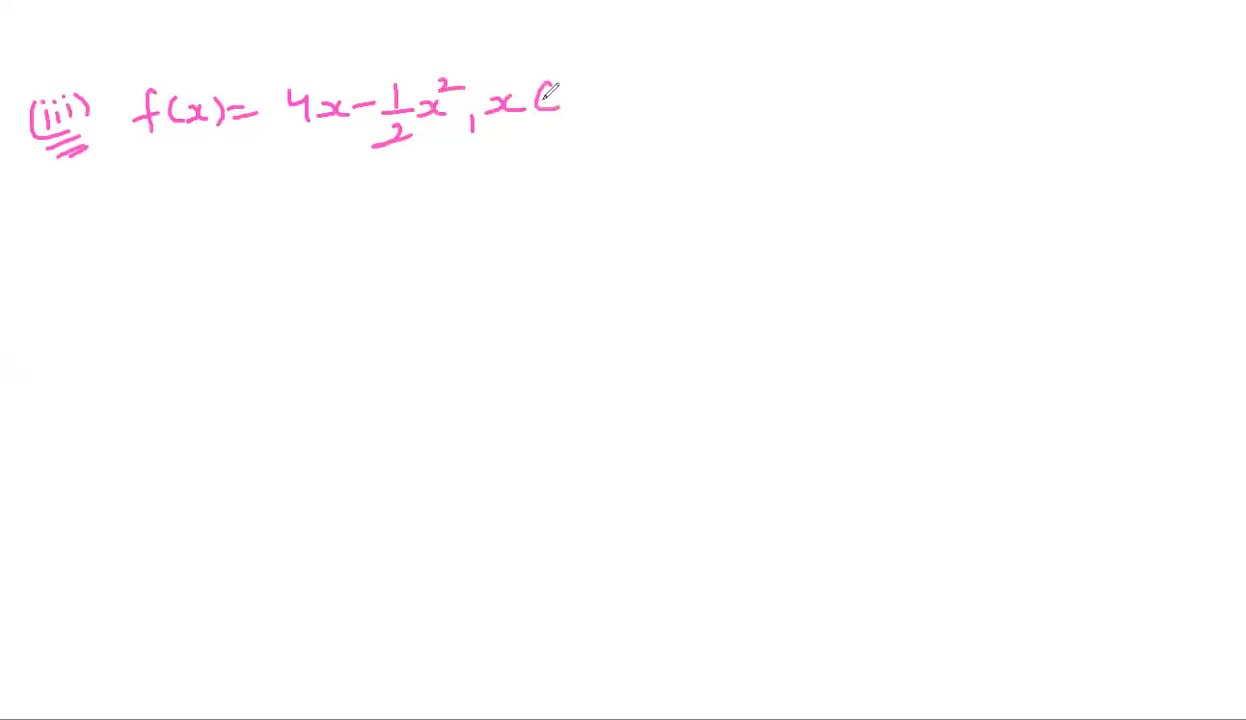 (iii) f(x) = 4x - 1/2 x², x